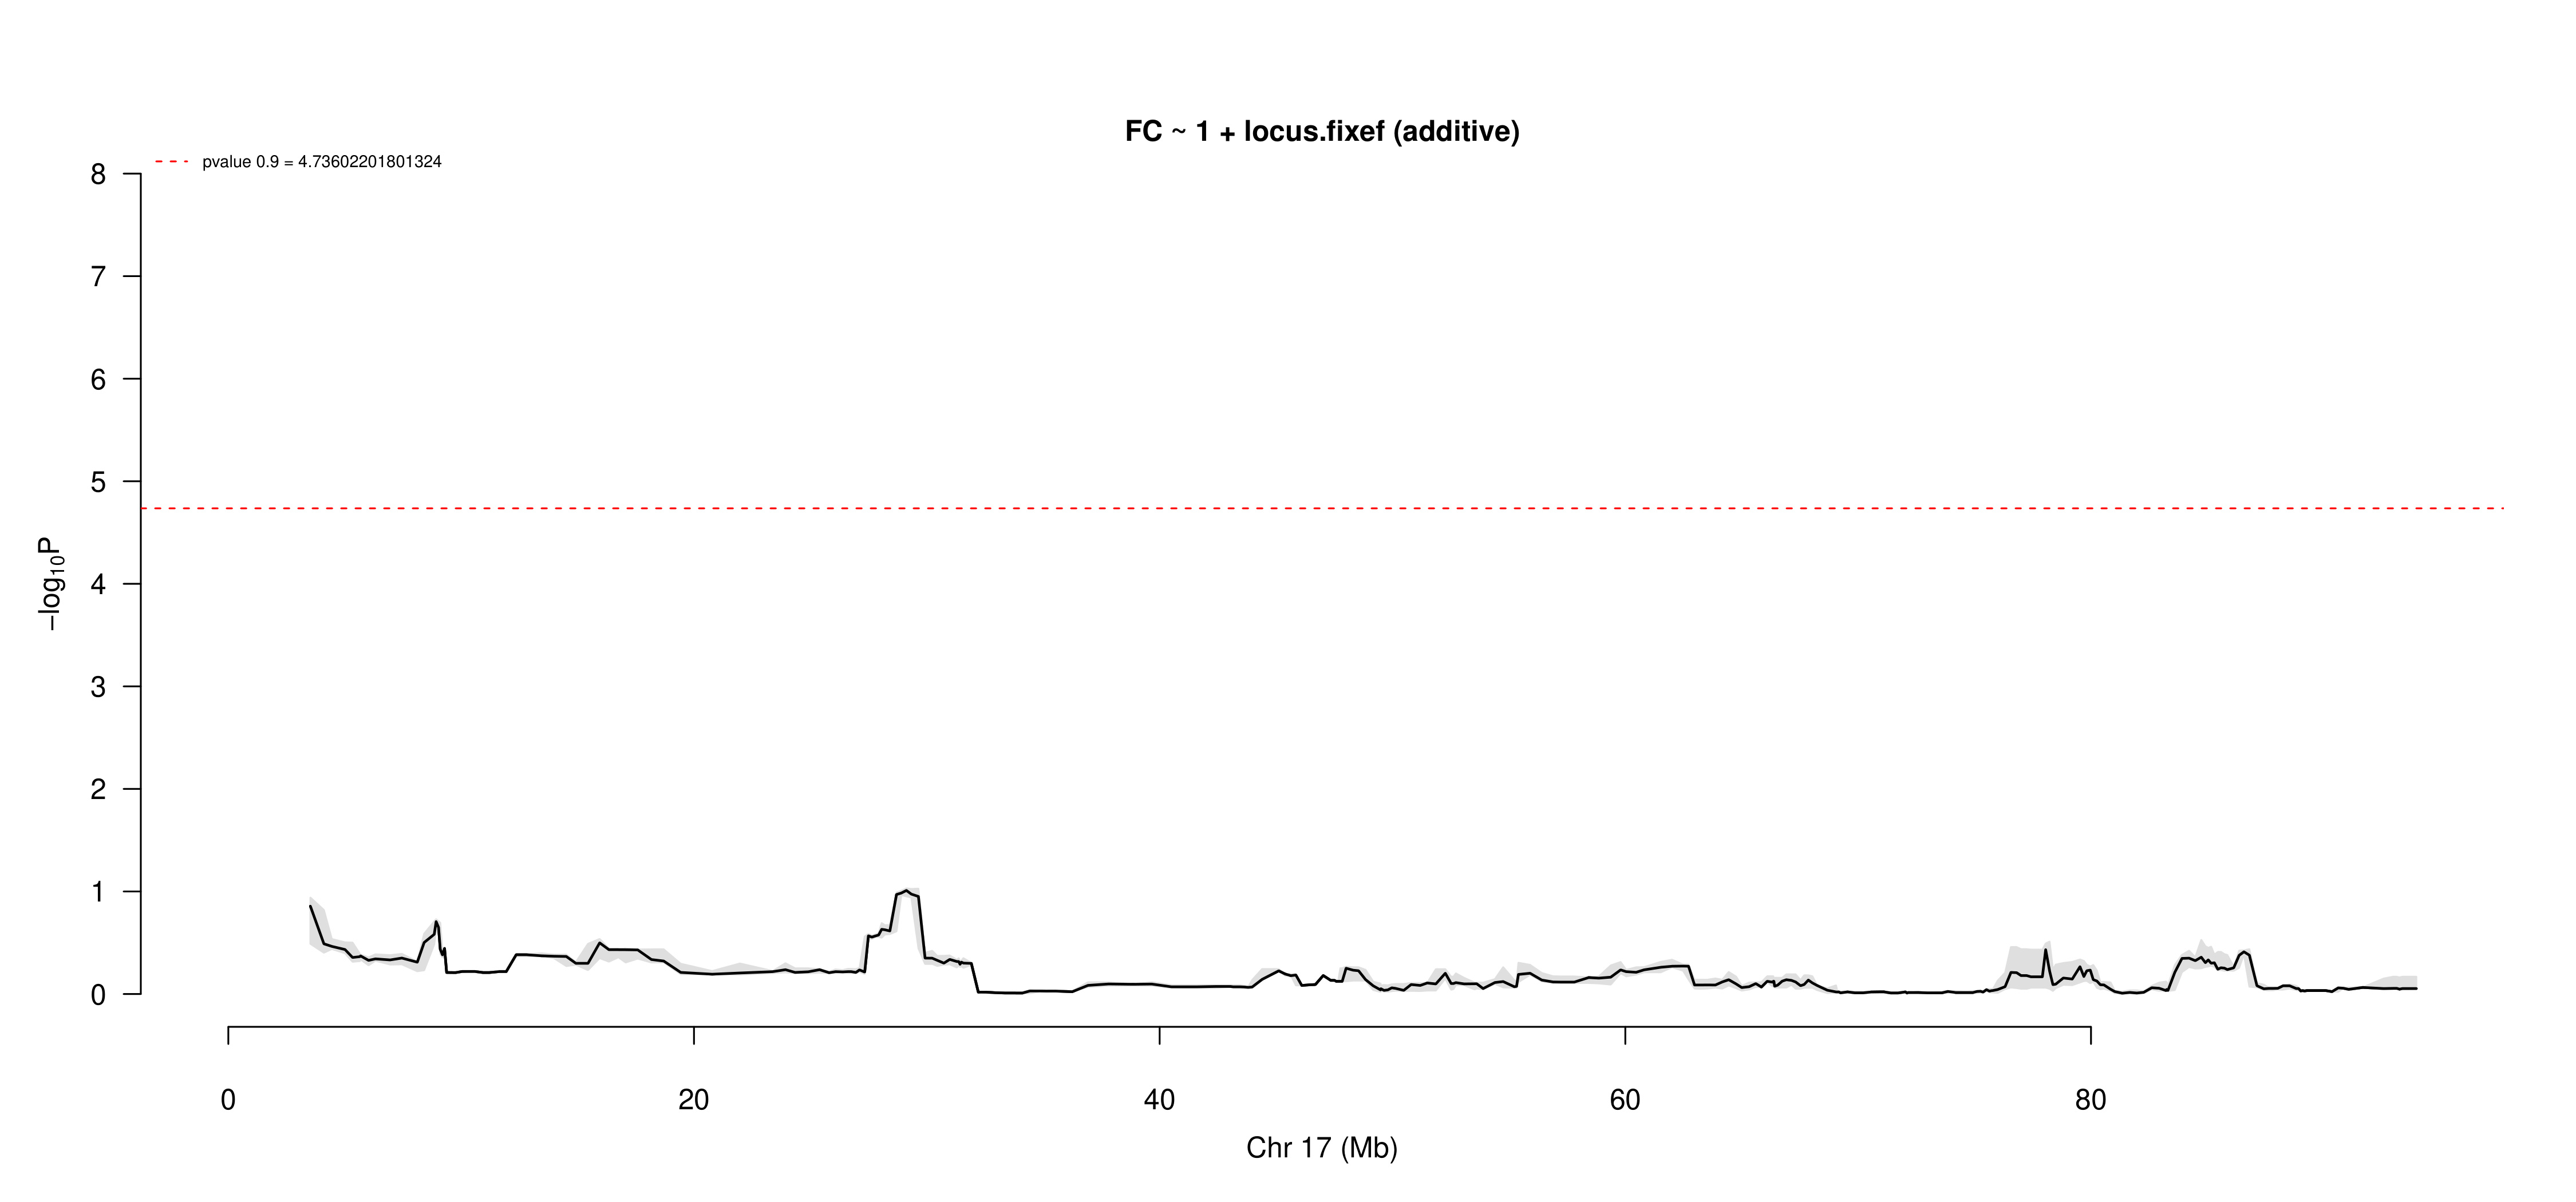 FC ~ 1 + locus.fixef (additive)
pvalue 0.9 = 4.73602201801324
8
7
6
5
4
3
2
1
0
−log10P
0 20 40 60 80
Chr 17 (Mb)